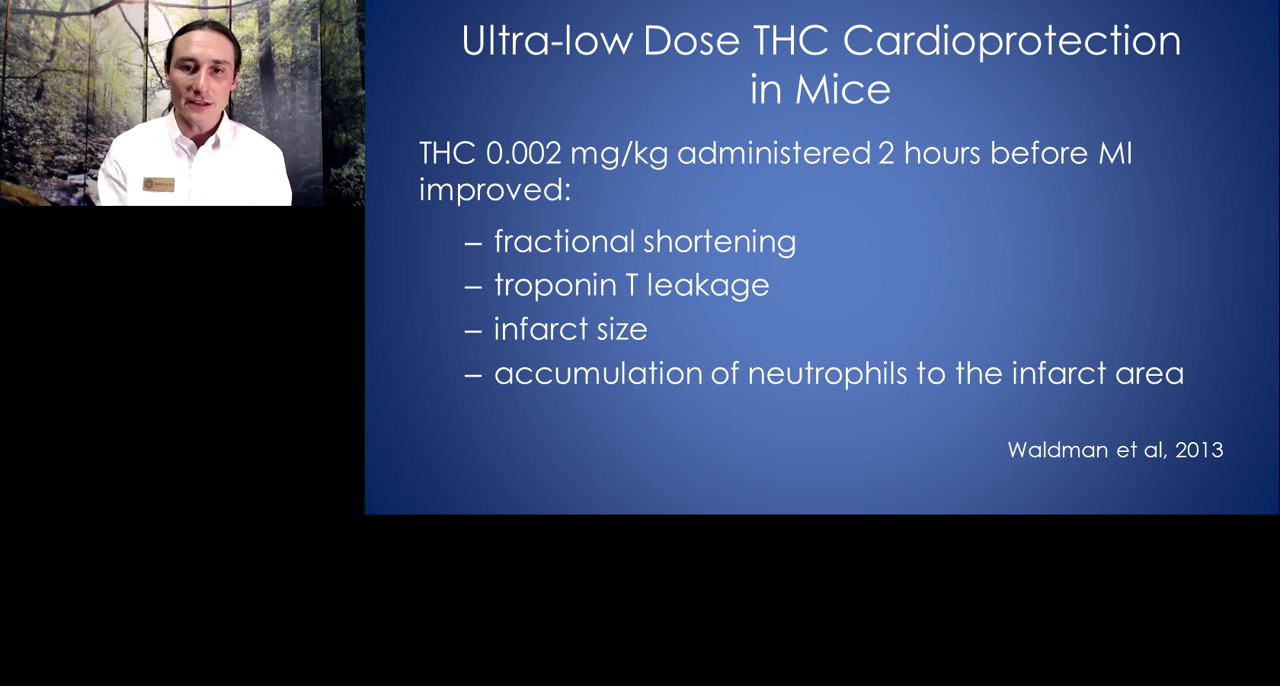 Ultra-low Dose THC Cardioprotection
in Mice
THC 0.002 mg/kg administered 2 hours before MI
improved:
– fractional shortening
– troponin T leakage
– infarct size
– accumulation of neutrophils to the infarct area
Waldman et al, 2013